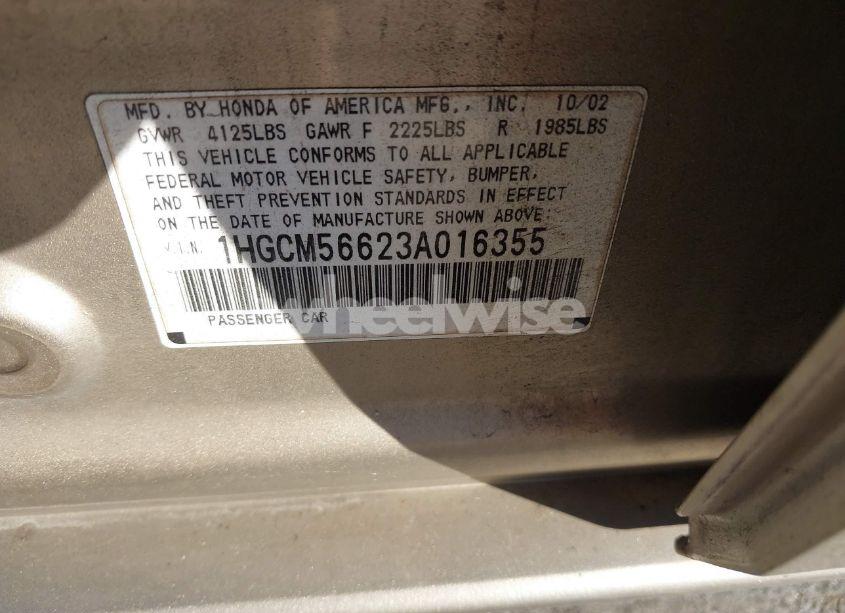 MFD. BY HONDA OF AMERICA MFG., INC. 10/02
GVWR 4125LBS GAWR F 2225LBS R 1985LBS
THIS VEHICLE CONFORMS TO ALL APPLICABLE
FEDERAL MOTOR VEHICLE SAFETY, BUMPER,
AND THEFT PREVENTION STANDARDS IN EFFECT
ON THE DATE OF MANUFACTURE SHOWN ABOVE:
V.I.N. 1HGCM56623A016355
wheelwise
PASSENGER CAR